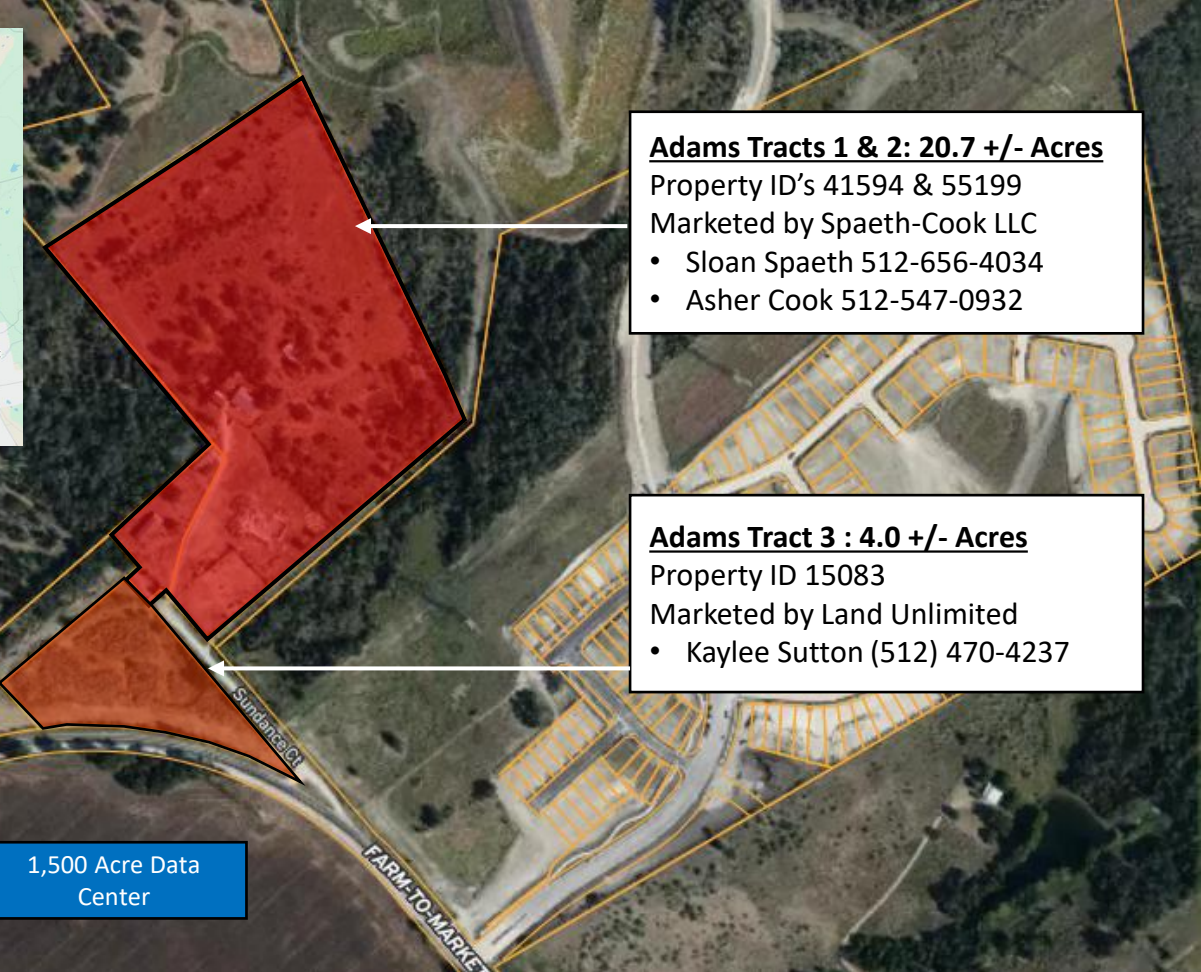 Adams Tracts 1 & 2: 20.7 +/- Acres
Property ID's 41594 & 55199
Marketed by Spaeth-Cook LLC
• Sloan Spaeth 512-656-4034
• Asher Cook 512-547-0932
Adams Tract 3 : 4.0 +/- Acres
Property ID 15083
Marketed by Land Unlimited
• Kaylee Sutton (512) 470-4237
Sundance Ct
1,500 Acre Data
Center
FARM-TO-MARKET